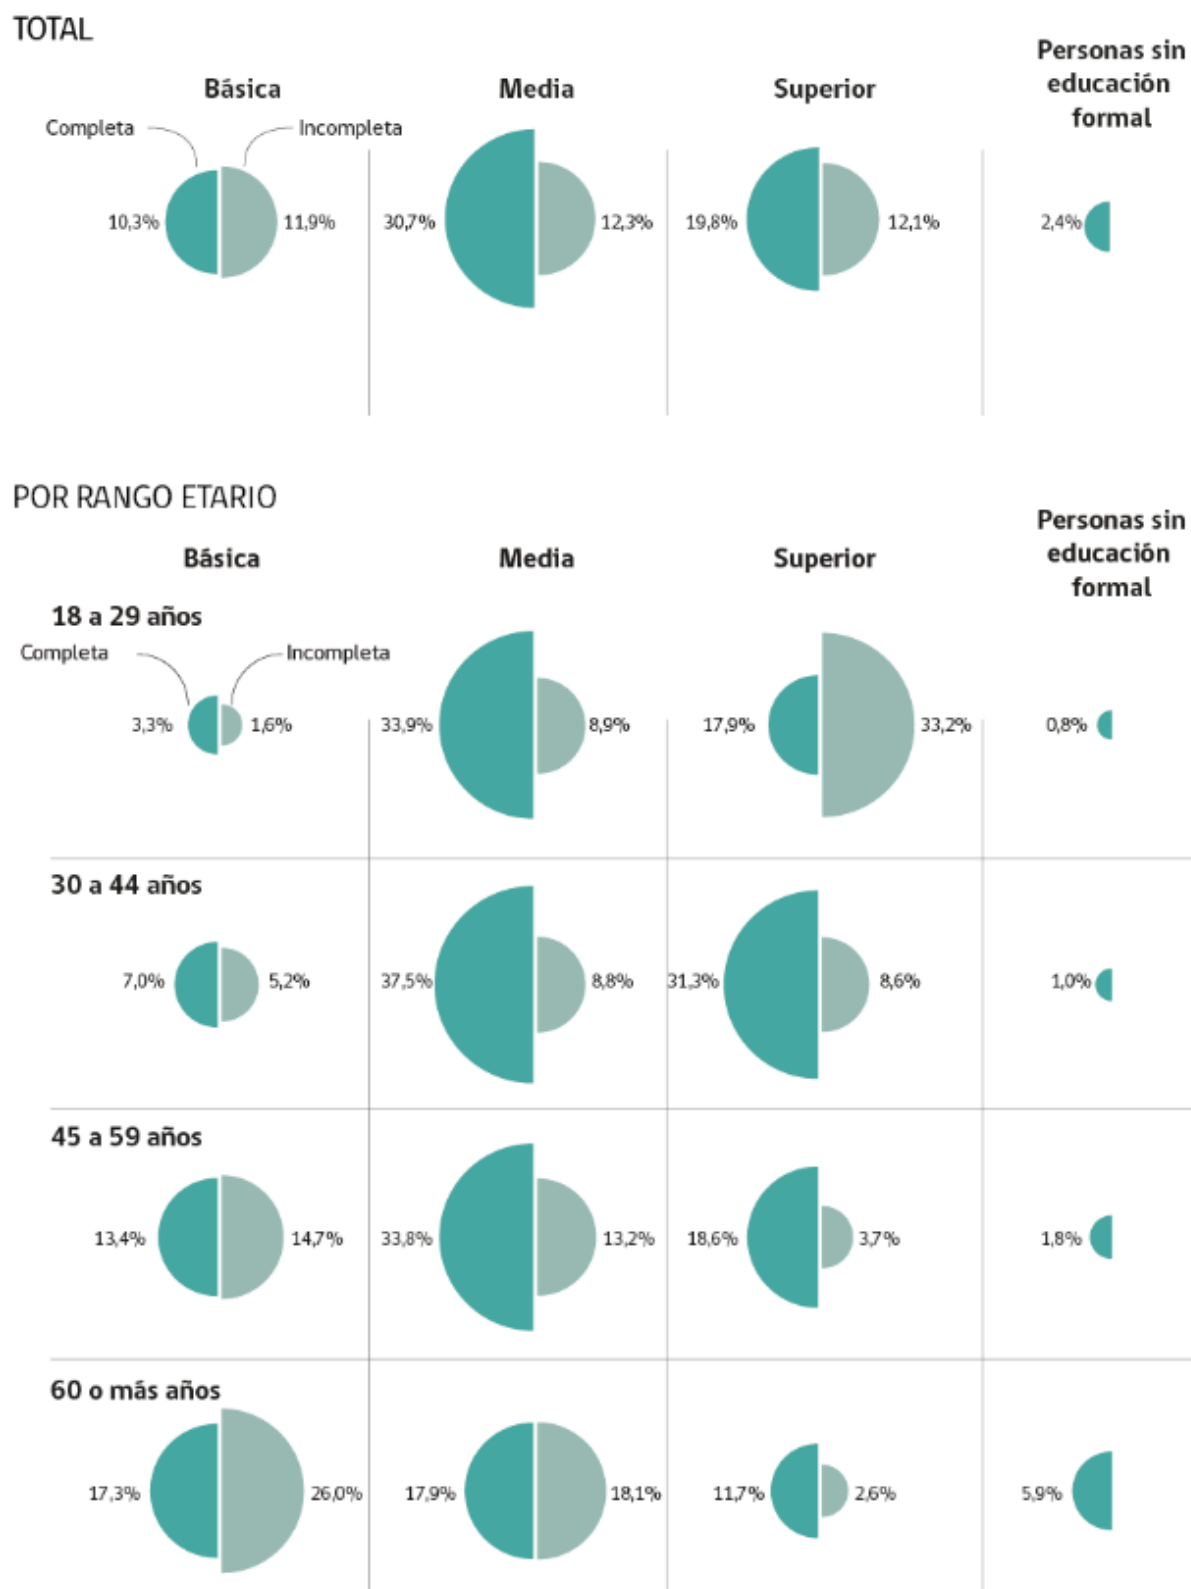 TOTAL
Básica
Media
Superior
Personas sin
educación
formal
Completa
Incompleta
10,3%
11,9%
30,7%
12,3%
19,8%
12,1%
2,4%
POR RANGO ETARIO
Básica
Media
Superior
Personas sin
educación
formal
18 a 29 años
Completa
Incompleta
3,3%
1,6%
33,9%
8,9%
17,9%
33,2%
0,8%
30 a 44 años
7,0%
5,2%
37,5%
8,8%
31,3%
8,6%
1,0%
45 a 59 años
13,4%
14,7%
33,8%
13,2%
18,6%
3,7%
1,8%
60 o más años
17,3%
26,0%
17,9%
18,1%
11,7%
2,6%
5,9%